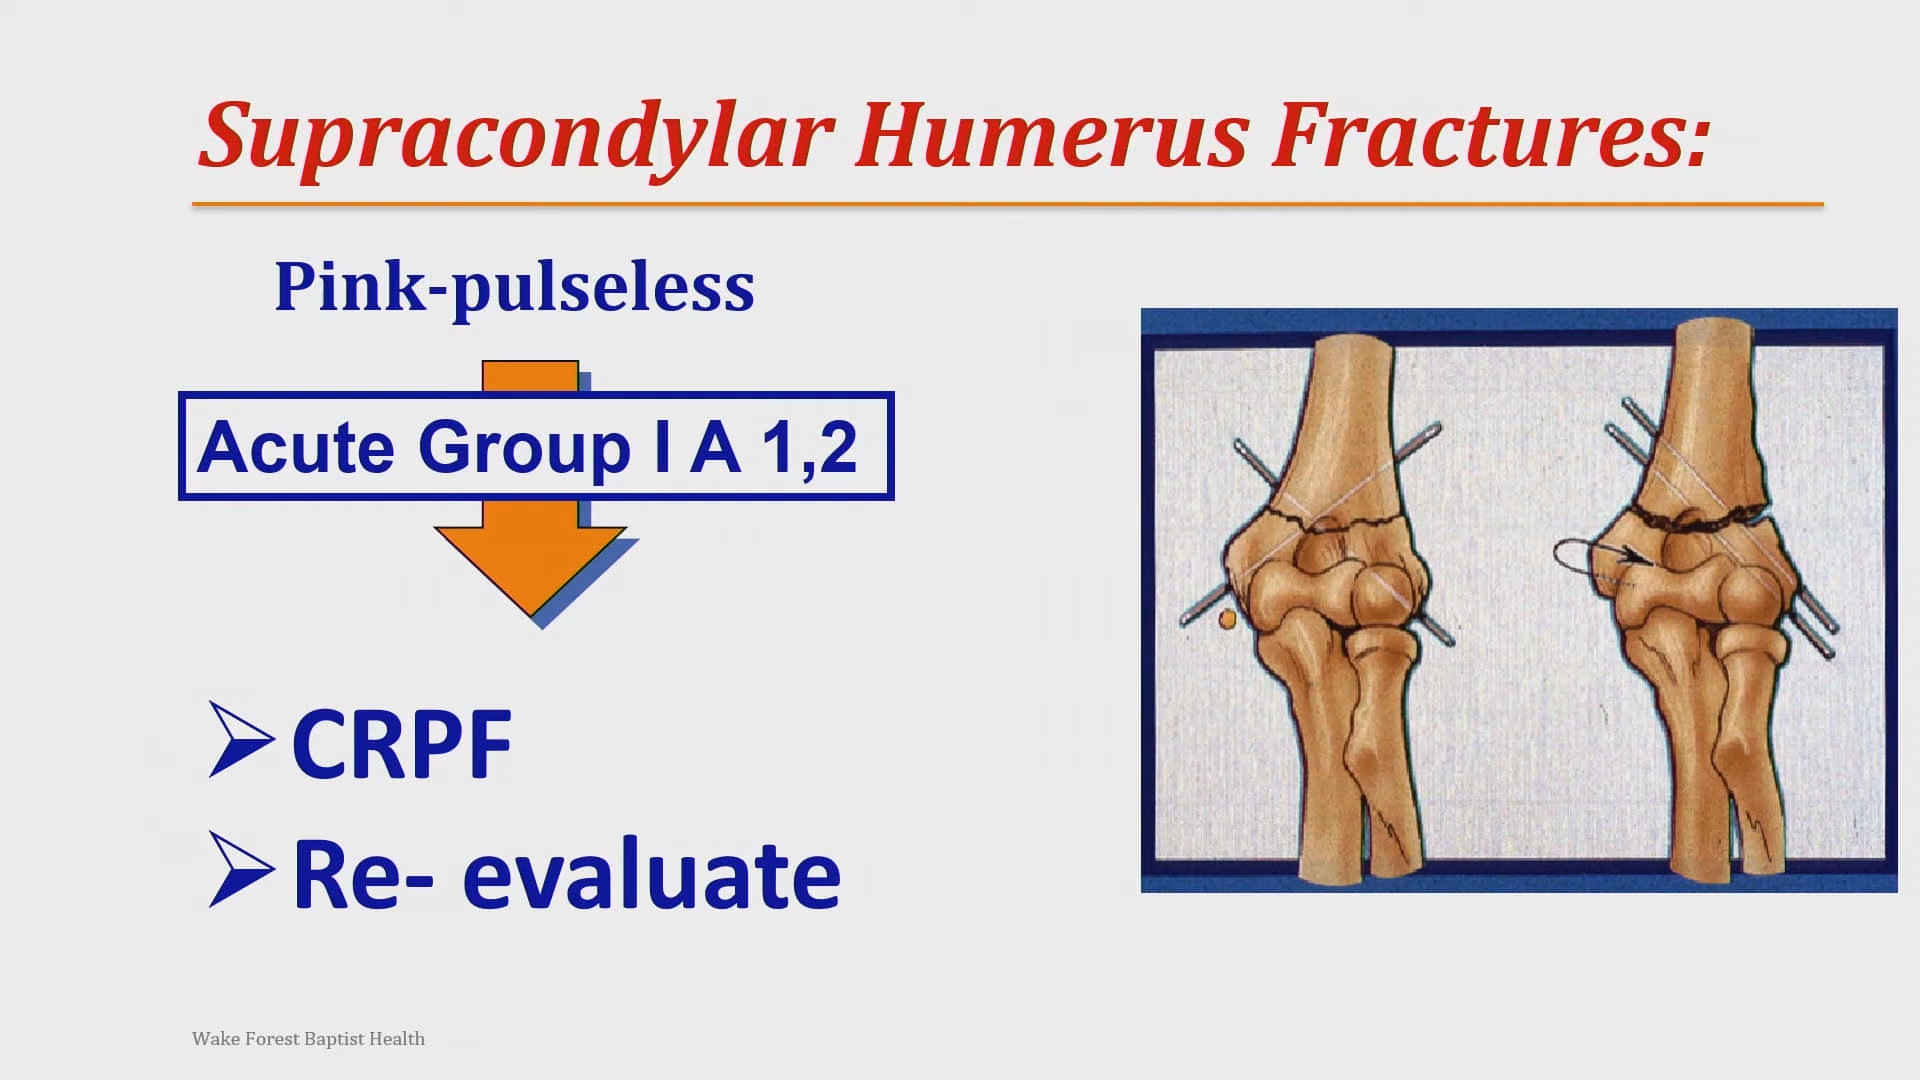 Supracondylar Humerus Fractures:
Pink-pulseless
Acute Group I A 1,2
CRPF
Re- evaluate
Wake Forest Baptist Health